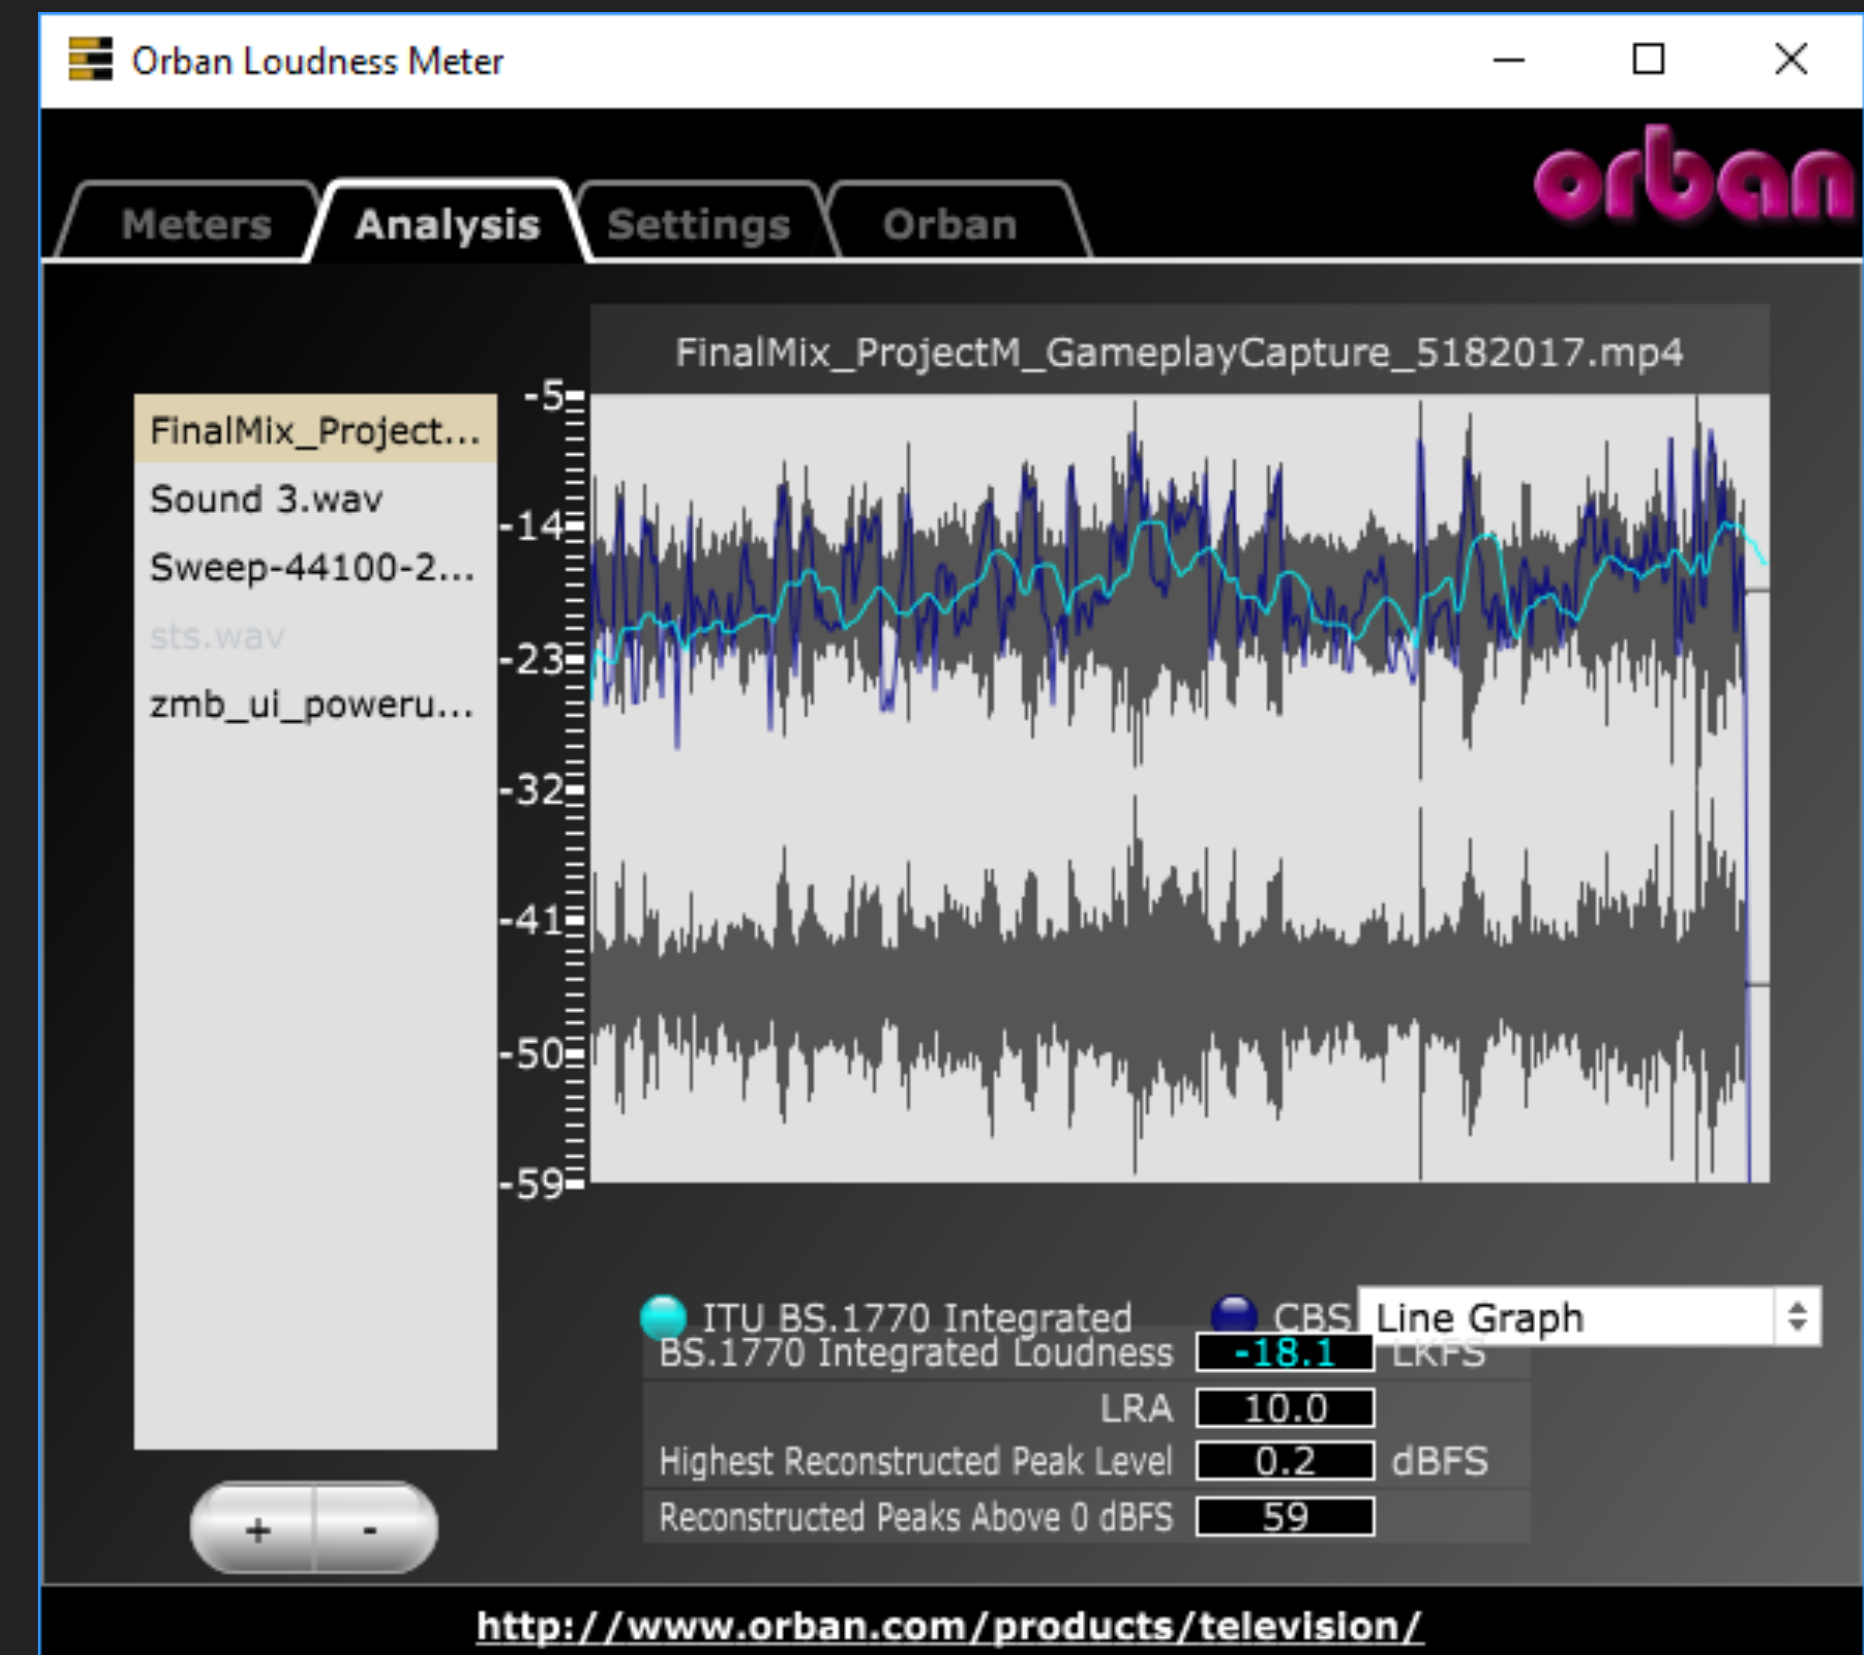 Orban Loudness Meter
orban
Meters Analysis Settings Orban
FinalMix_ProjectM_GameplayCapture_5182017.mp4
FinalMix_Project...
Sound 3.wav
Sweep-44100-2...
sts.wav
zmb_ui_poweru...
-5
-14
-23
-32
-41
-50
-59
ITU BS.1770 Integrated CBS Line Graph
BS.1770 Integrated Loudness -18.1 LKFS
LRA 10.0
Highest Reconstructed Peak Level 0.2 dBFS
Reconstructed Peaks Above 0 dBFS 59
+ -
http://www.orban.com/products/television/